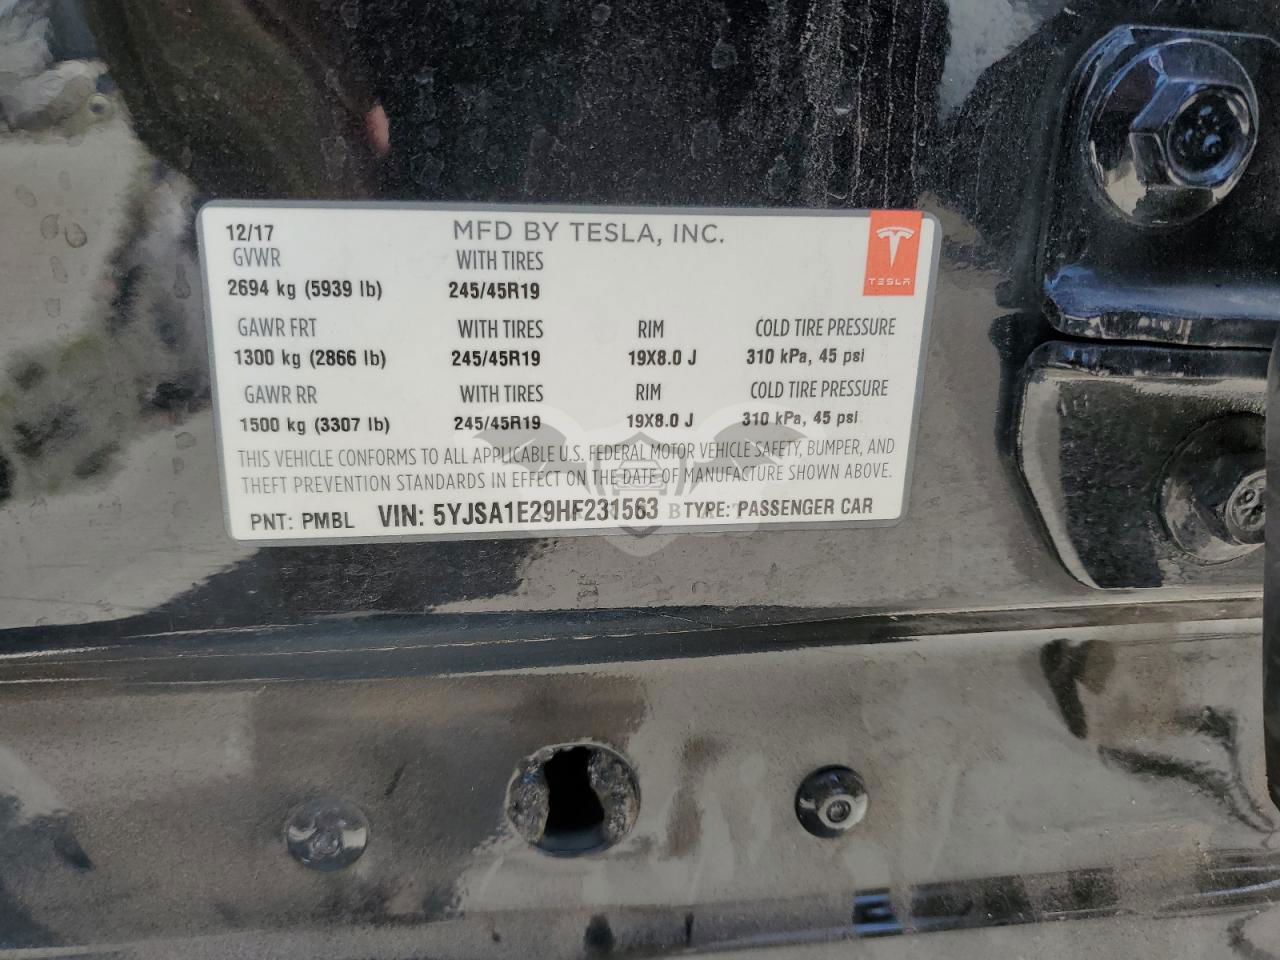 12/17 MFD BY TESLA, INC.
GVWR WITH TIRES
TESLA
2694 kg (5939 lb) 245/45R19
GAWR FRT WITH TIRES RIM COLD TIRE PRESSURE
1300 kg (2866 lb) 245/45R19 19X8.0 J 310 kPa, 45 psi
GAWR RR WITH TIRES RIM COLD TIRE PRESSURE
1500 kg (3307 lb) 245/45R19 19X8.0 J 310 kPa, 45 psi
THIS VEHICLE CONFORMS TO ALL APPLICABLE U.S. FEDERAL MOTOR VEHICLE SAFETY, BUMPER, AND
THEFT PREVENTION STANDARDS IN EFFECT ON THE DATE OF MANUFACTURE SHOWN ABOVE.
PNT: PMBL VIN: 5YJSA1E29HF231563 TYPE: PASSENGER CAR